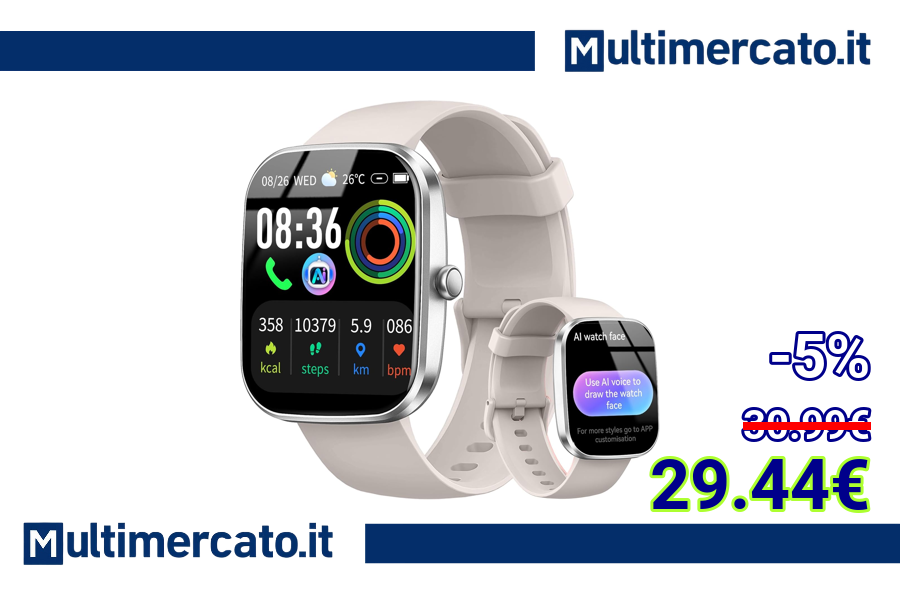 Multimercato.it
08/26 WED 26°C
08:36
Ai
358 10379 5.9 086
kcal steps km bpm
AI watch face
Use AI voice to
draw the watch
face
For more styles go to APP
customisation
-5%
30.99€
29.44€
Multimercato.it